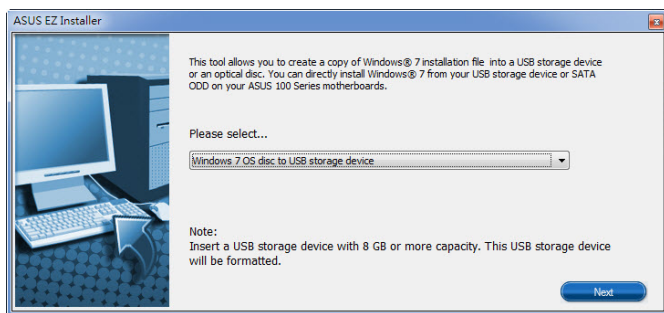 ASUS EZ Installer
This tool allows you to create a copy of Windows® 7 installation file into a USB storage device
or an optical disc. You can directly install Windows® 7 from your USB storage device or SATA
ODD on your ASUS 100 Series motherboards.
Please select...
Windows 7 OS disc to USB storage device
Note:
Insert a USB storage device with 8 GB or more capacity. This USB storage device
will be formatted.
Next